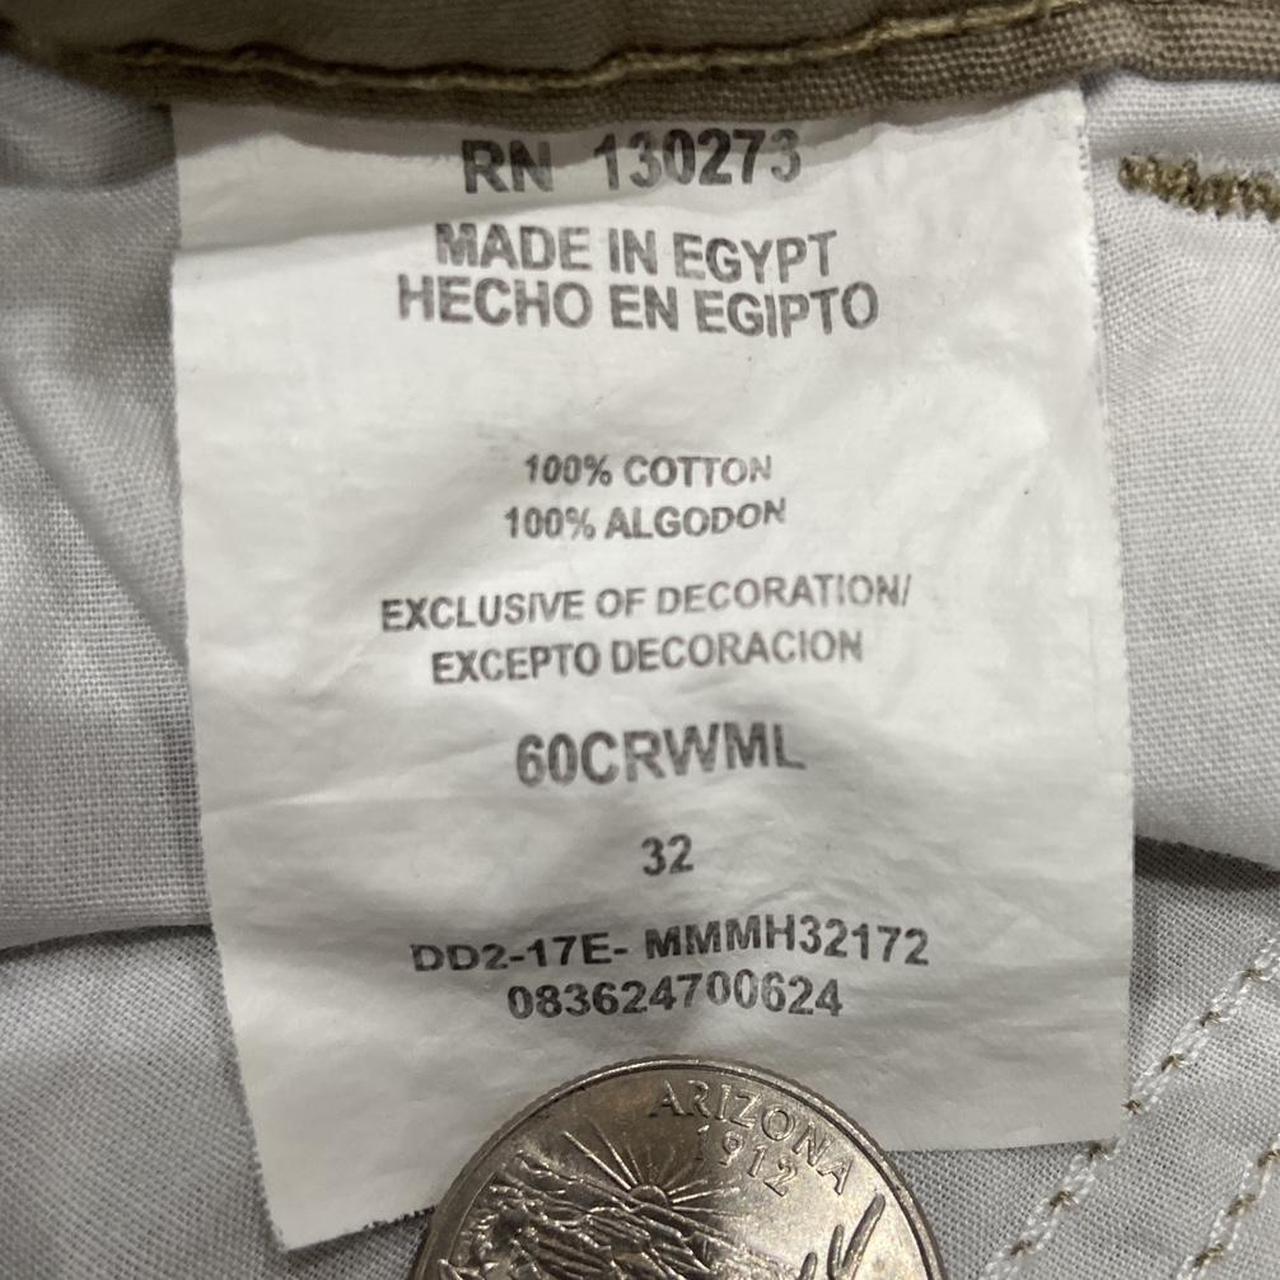 RN 130273
MADE IN EGYPT
HECHO EN EGIPTO
100% COTTON
100% ALGODON
EXCLUSIVE OF DECORATION/
EXCEPTO DECORACION
60CRWML
32
DD2-17E- MMMH32172
083624700624
ARIZONA
1912